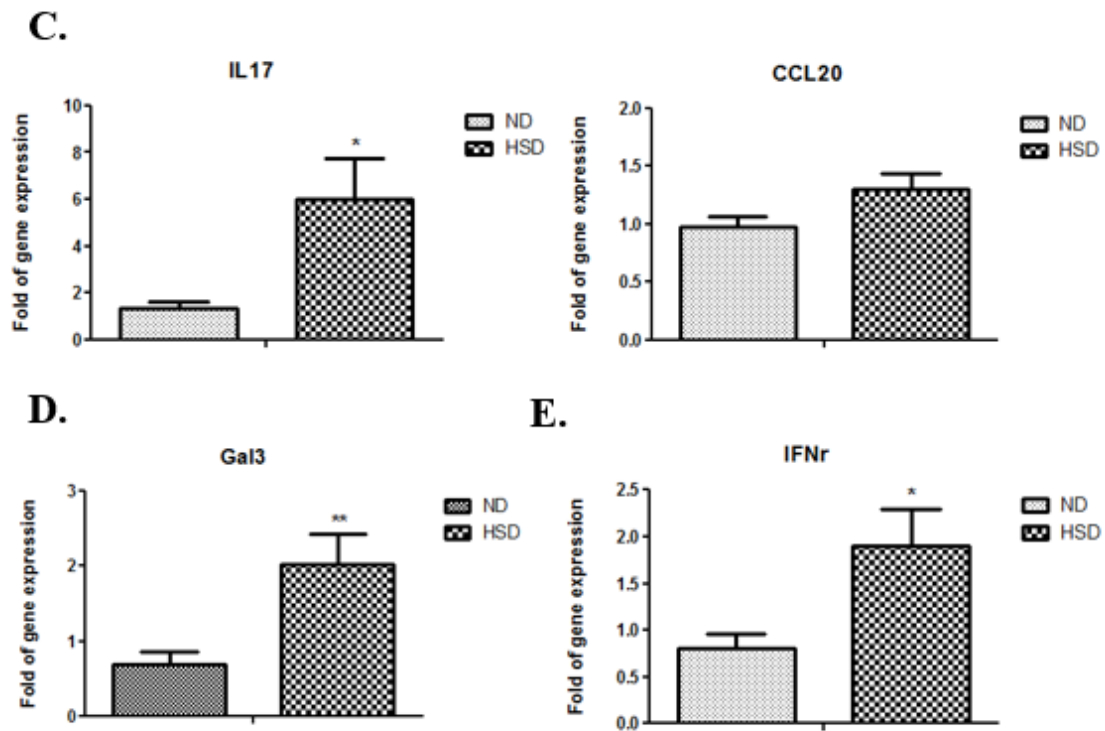 C.
IL17
Fold of gene expression
10
8
6
4
2
0
*
ND
HSD
CCL20
Fold of gene expression
2.0
1.5
1.0
0.5
0.0
ND
HSD
D.
Gal3
Fold of gene expression
3
2
1
0
**
ND
HSD
E.
IFNr
Fold of gene expression
2.5
2.0
1.5
1.0
0.5
0.0
*
ND
HSD